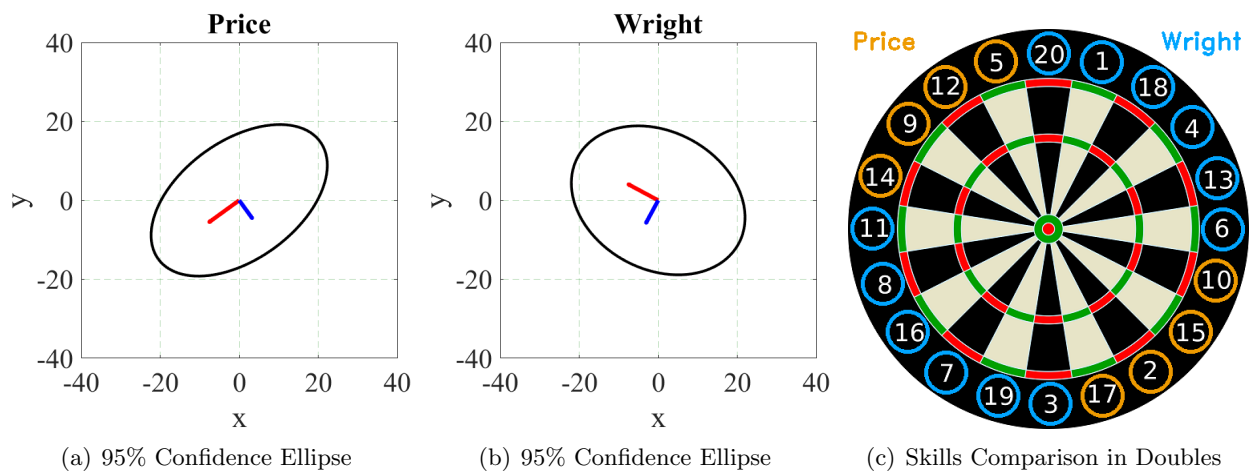 Price
40
20
0
-20
-40
y
-40 -20 0 20 40
x
(a) 95% Confidence Ellipse
Wright
40
20
0
-20
-40
y
-40 -20 0 20 40
x
(b) 95% Confidence Ellipse
Price
Wright
20
1
18
4
13
6
10
15
2
17
3
19
7
16
8
11
14
9
12
5
(c) Skills Comparison in Doubles